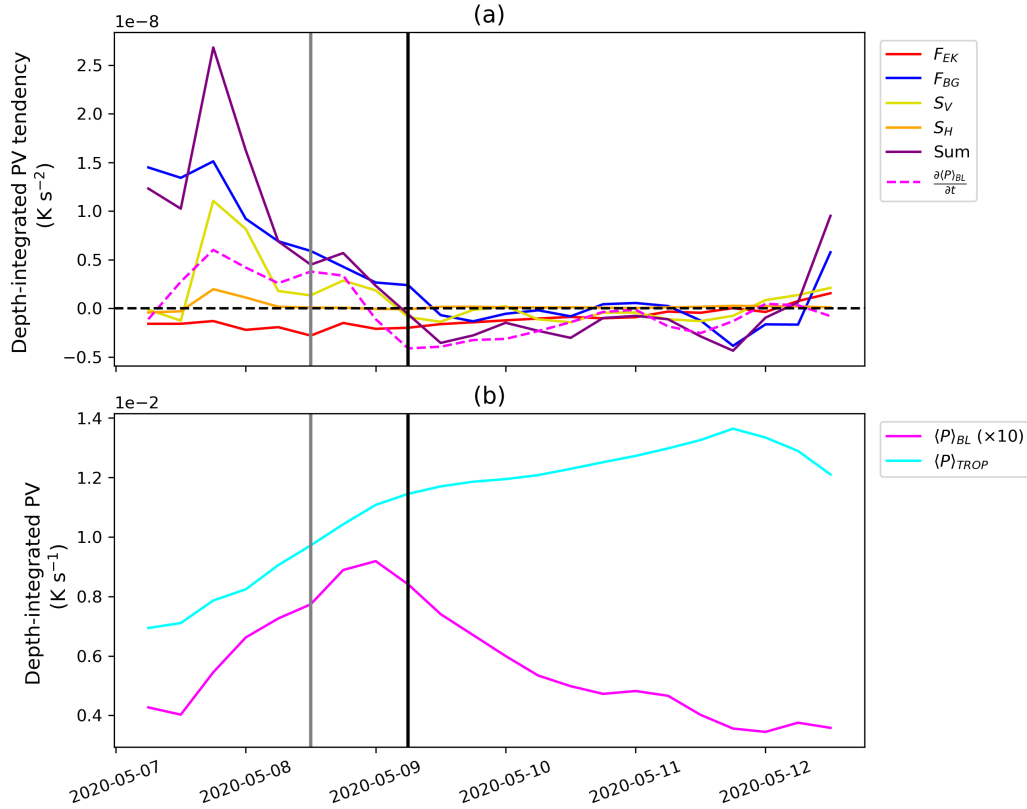 (a)
1e−8
Depth-integrated PV tendency
(K s⁻²)
2.5
2.0
1.5
1.0
0.5
0.0
−0.5
F_EK
F_BG
S_V
S_H
Sum
∂⟨P⟩_BL/∂t
(b)
1e−2
Depth-integrated PV
(K s⁻¹)
1.4
1.2
1.0
0.8
0.6
0.4
⟨P⟩_BL (×10)
⟨P⟩_TROP
2020-05-07
2020-05-08
2020-05-09
2020-05-10
2020-05-11
2020-05-12